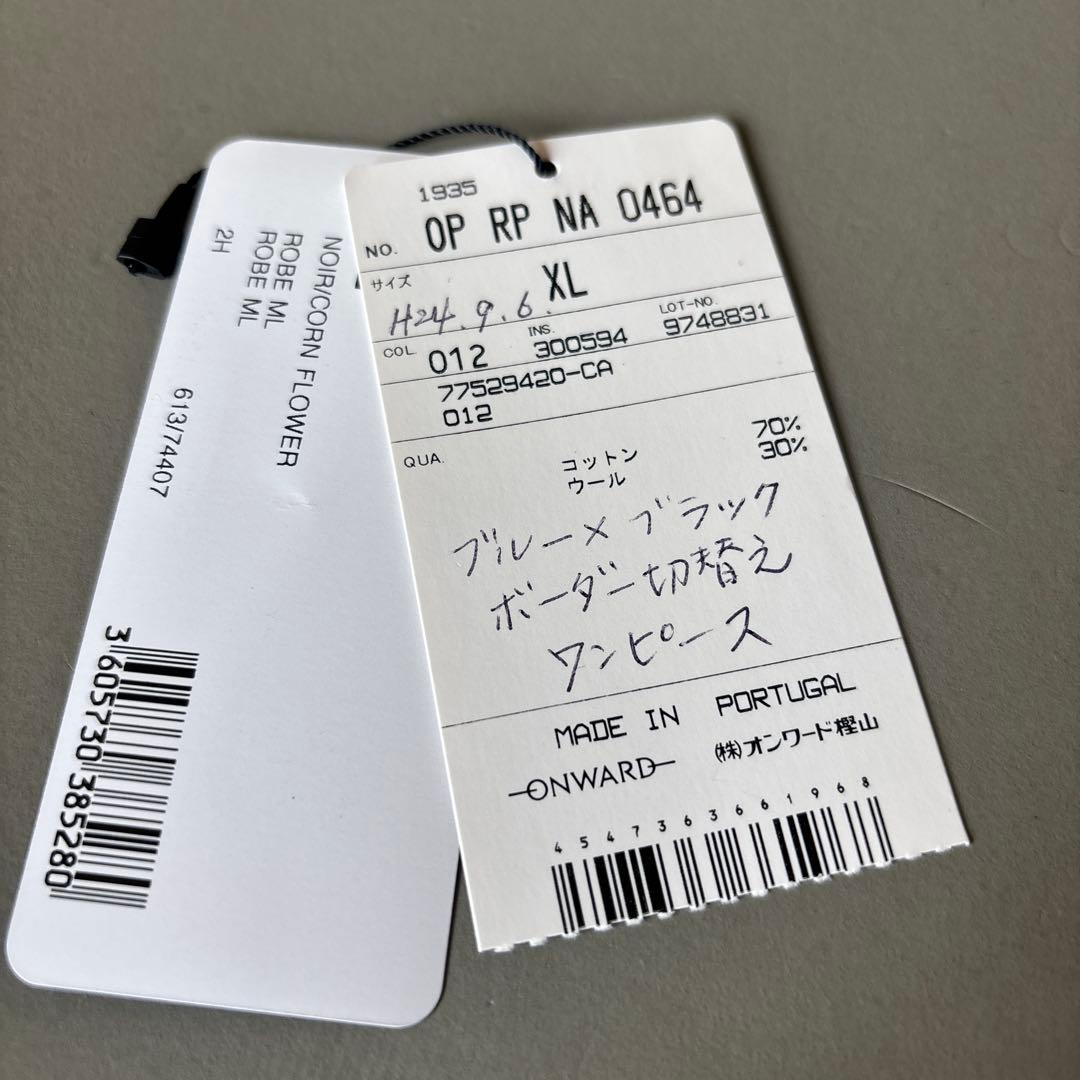 NOIR/CORN FLOWER
ROBE ML
ROBE ML
2H
613/74407
3 605730 385280
1935
NO. OP RP NA 0464
サイズ XL
H24.9.6.
COL 012 INS. 300594 LOT-NO. 9748831
77529420-CA
012
QUA. コットン 70%
ウール 30%
ブルー×ブラック
ボーダー切替え
ワンピース
MADE IN PORTUGAL
ONWARD (株)オンワード樫山
4547363661968